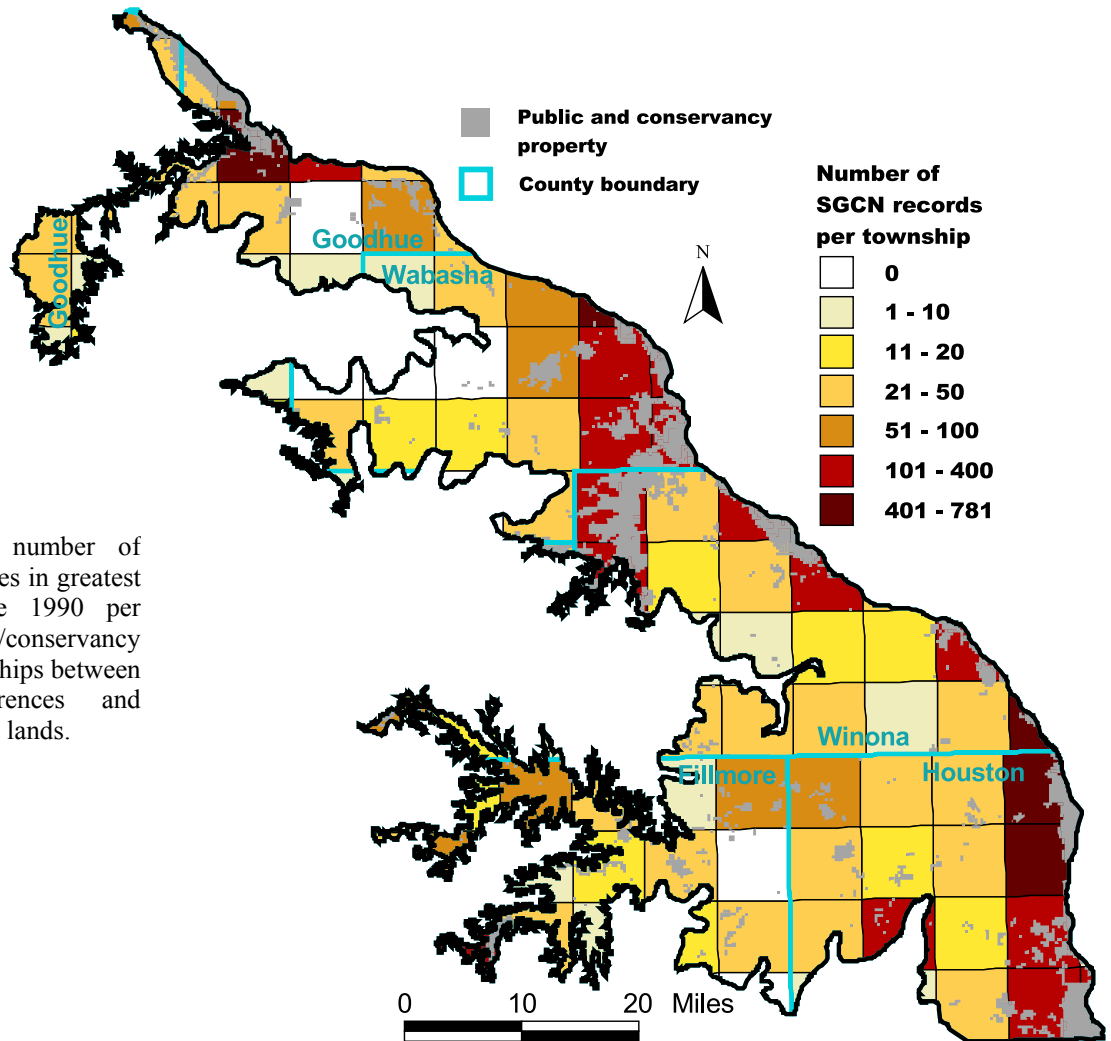 Public and conservancy
property
County boundary
Number of
SGCN records
per township
0
1 - 10
11 - 20
21 - 50
51 - 100
101 - 400
401 - 781
N
Goodhue
Goodhue
Wabasha
number of
es in greatest
e 1990 per
/conservancy
ships between
rences and
lands.
Winona
Fillmore
Houston
0 10 20 Miles